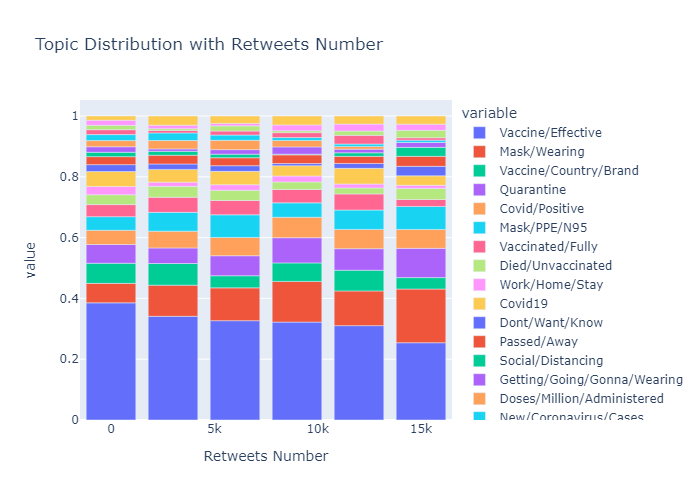 Topic Distribution with Retweets Number
variable
Vaccine/Effective
Mask/Wearing
Vaccine/Country/Brand
Quarantine
Covid/Positive
Mask/PPE/N95
Vaccinated/Fully
Died/Unvaccinated
Work/Home/Stay
Covid19
Dont/Want/Know
Passed/Away
Social/Distancing
Getting/Going/Gonna/Wearing
Doses/Million/Administered
New/Coronavirus/Cases
value
1
0.8
0.6
0.4
0.2
0
0
5k
10k
15k
Retweets Number